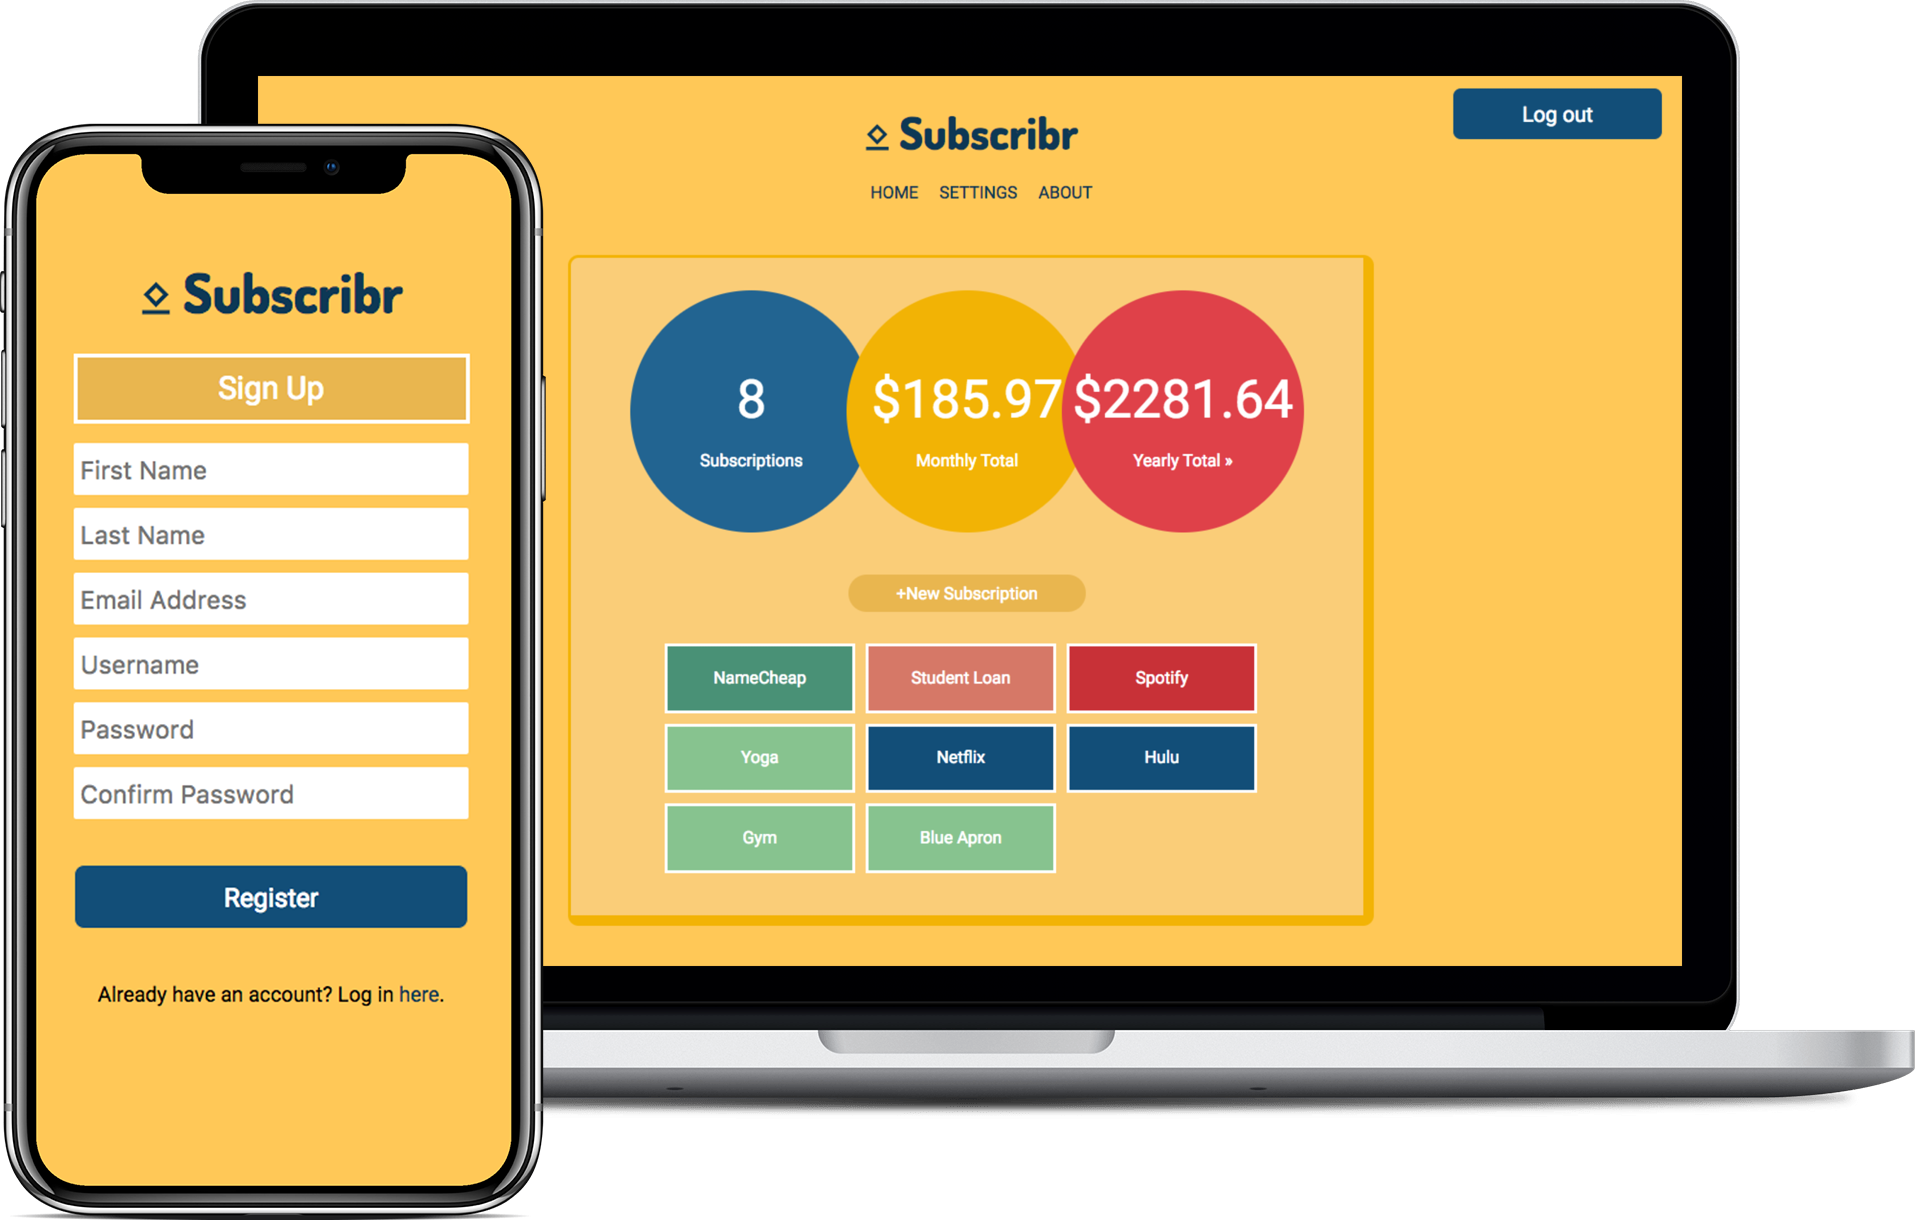 Subscribr
Sign Up
First Name
Last Name
Email Address
Username
Password
Confirm Password
Register
Already have an account? Log in here.
Log out
Subscribr
HOME SETTINGS ABOUT
8 $185.97 $2281.64
Subscriptions Monthly Total Yearly Total »
+New Subscription
NameCheap Student Loan Spotify
Yoga Netflix Hulu
Gym Blue Apron